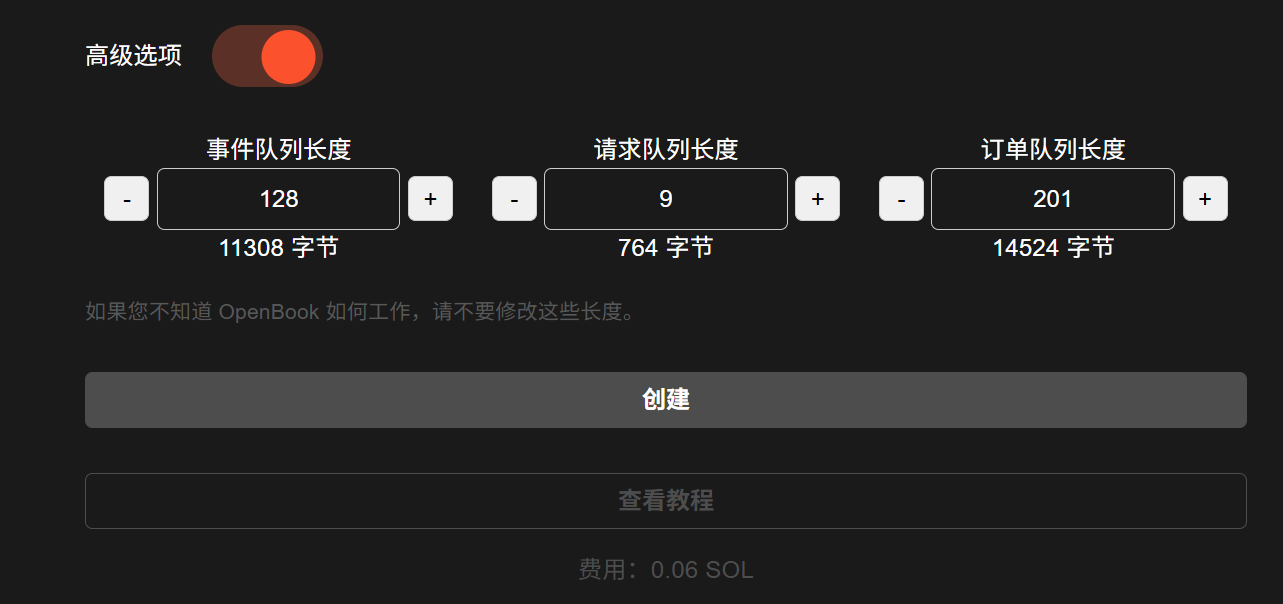 高级选项
事件队列长度 请求队列长度 订单队列长度
- 128 + - 9 + - 201 +
11308 字节 764 字节 14524 字节
如果您不知道 OpenBook 如何工作，请不要修改这些长度。
创建
查看教程
费用：0.06 SOL